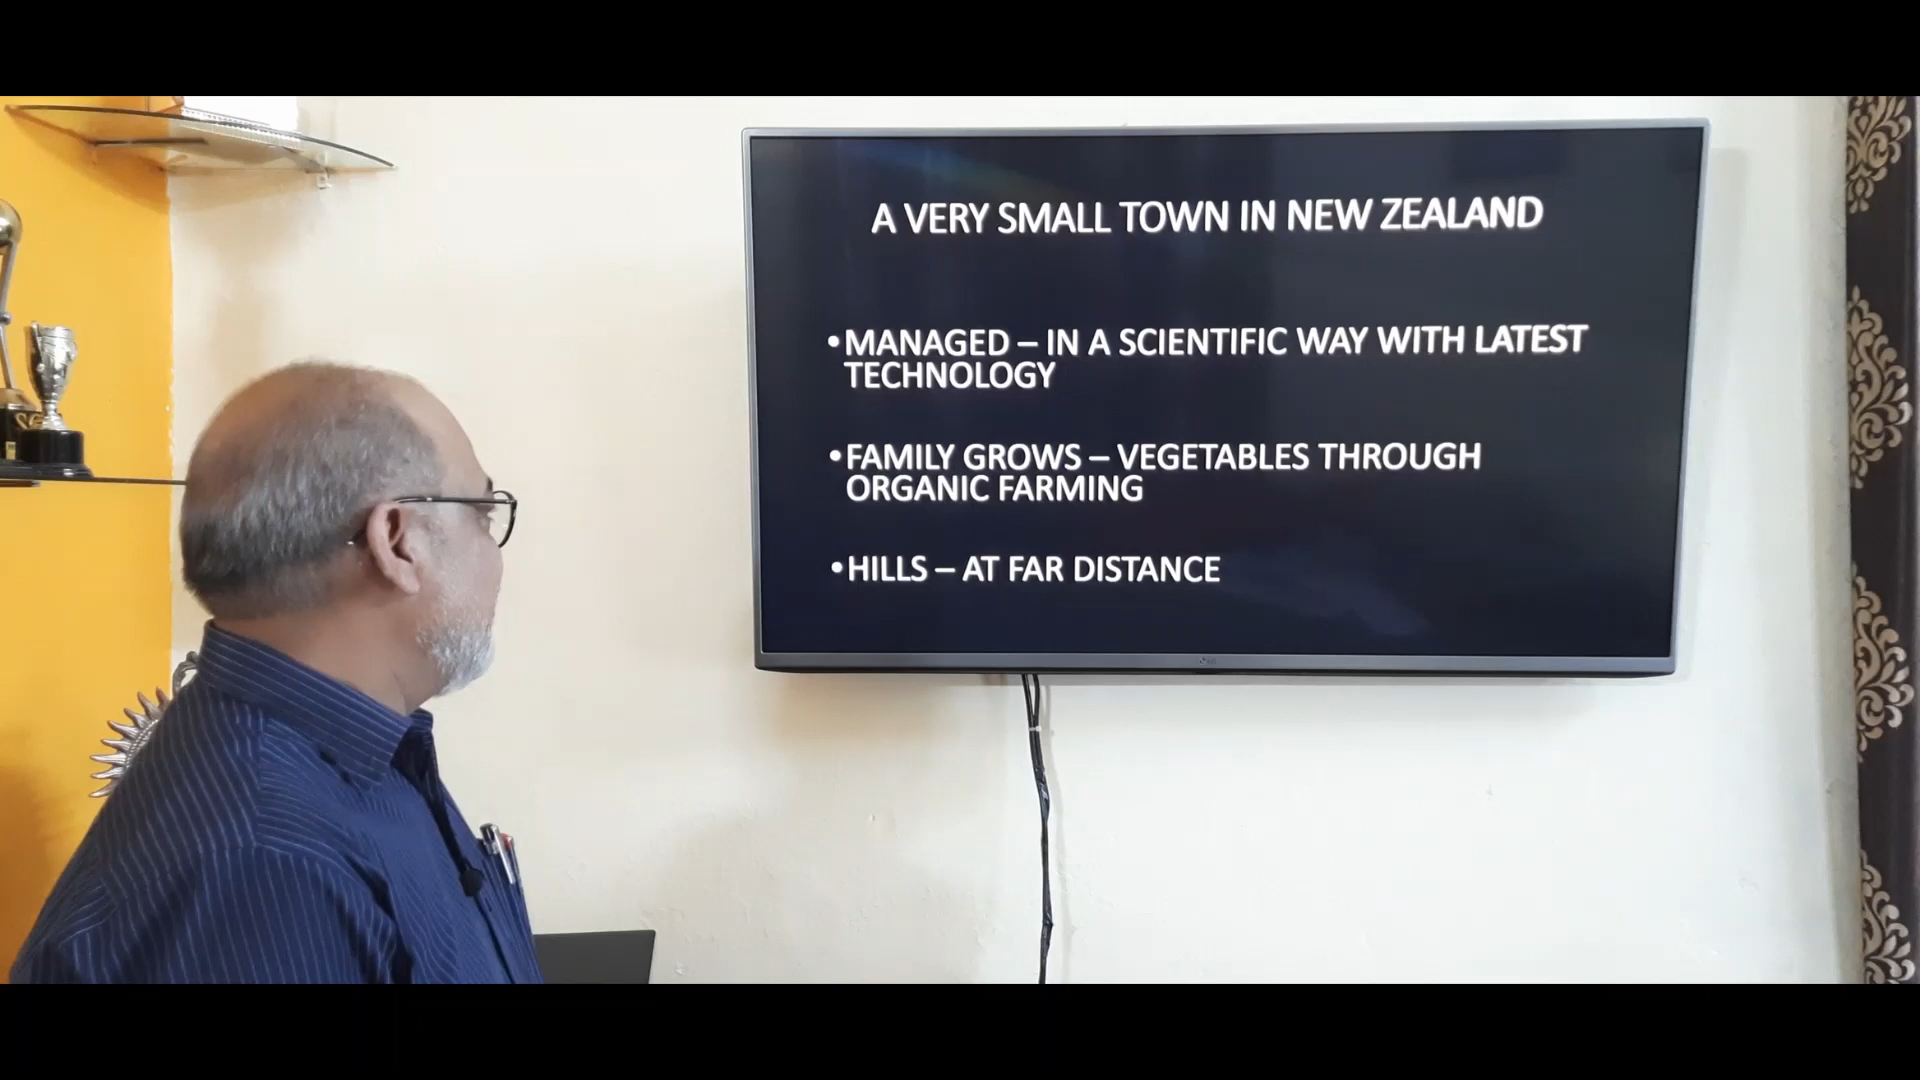 A VERY SMALL TOWN IN NEW ZEALAND
•MANAGED – IN A SCIENTIFIC WAY WITH LATEST
TECHNOLOGY
•FAMILY GROWS – VEGETABLES THROUGH
ORGANIC FARMING
•HILLS – AT FAR DISTANCE